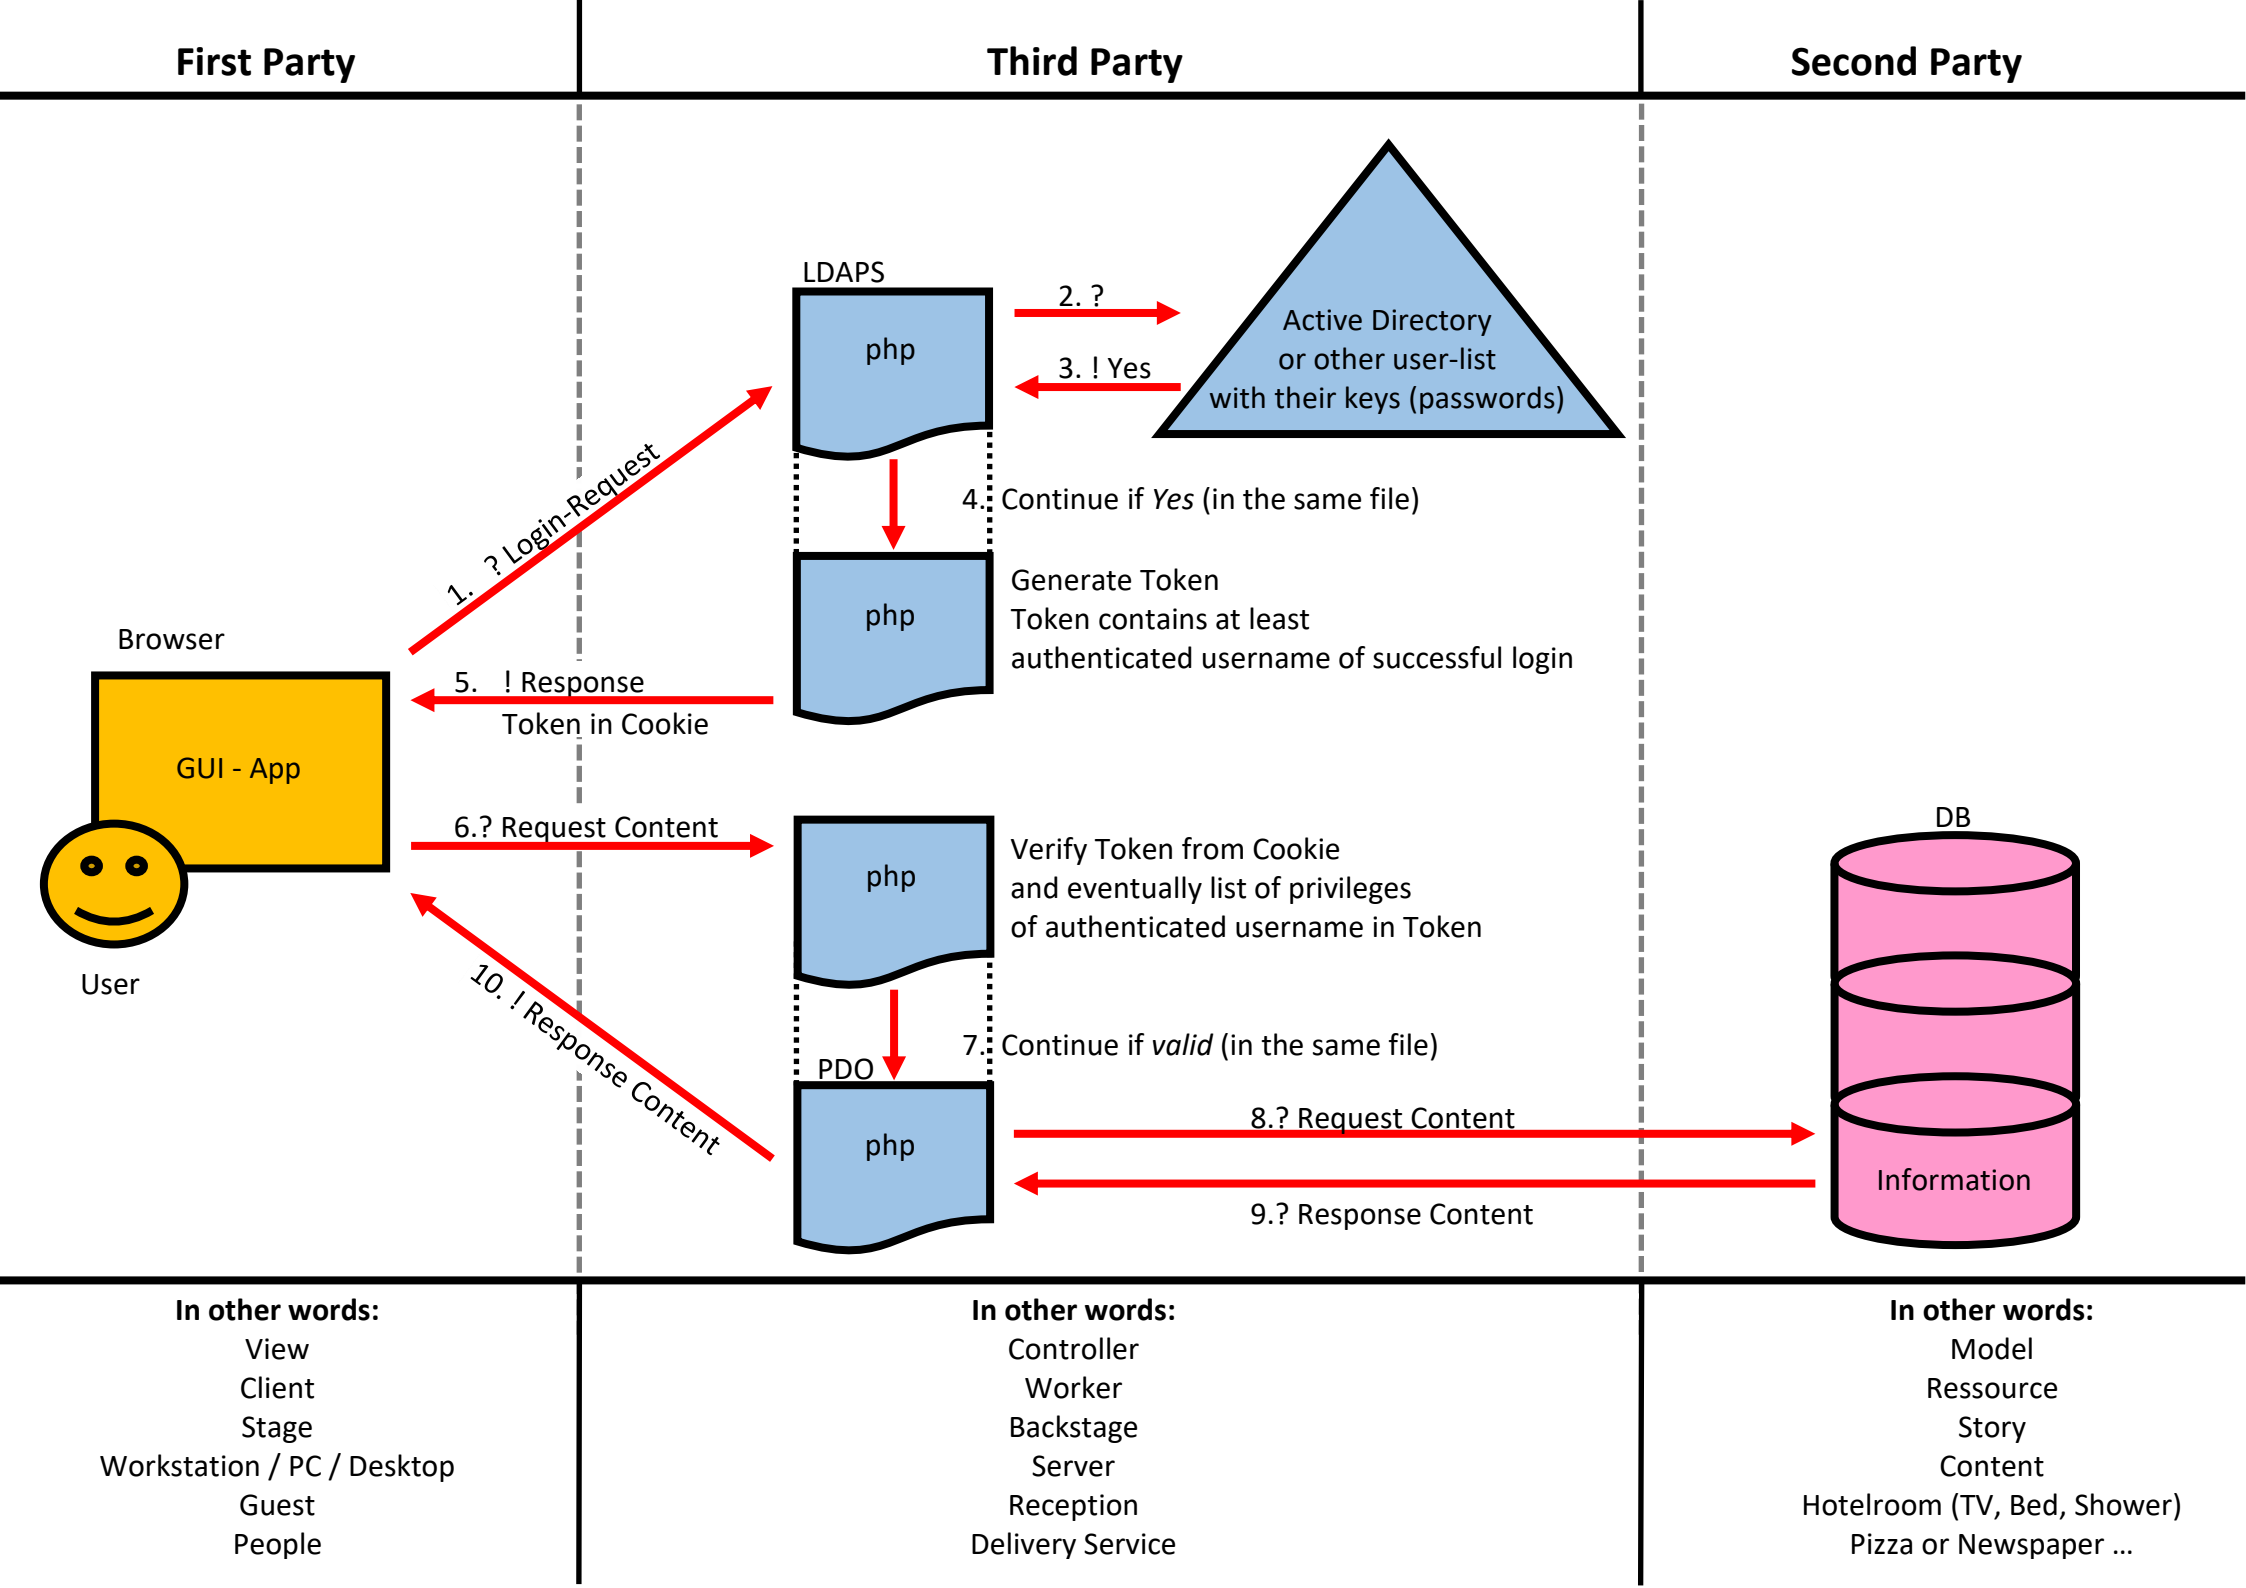 First Party
Third Party
Second Party
LDAPS
php
2. ?
3. ! Yes
Active Directory
or other user-list
with their keys (passwords)
1. ? Login-Request
4. Continue if Yes (in the same file)
php
Generate Token
Token contains at least
authenticated username of successful login
Browser
5. ! Response
Token in Cookie
GUI - App
User
6.? Request Content
php
Verify Token from Cookie
and eventually list of privileges
of authenticated username in Token
7. Continue if valid (in the same file)
PDO
php
10. ! Response Content
8.? Request Content
9.? Response Content
DB
Information
In other words:
View
Client
Stage
Workstation / PC / Desktop
Guest
People
In other words:
Controller
Worker
Backstage
Server
Reception
Delivery Service
In other words:
Model
Ressource
Story
Content
Hotelroom (TV, Bed, Shower)
Pizza or Newspaper ...